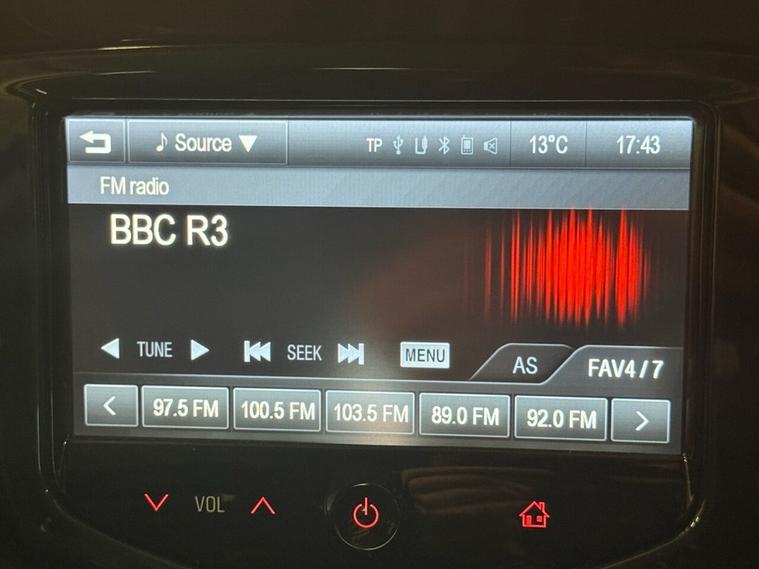 Source TP 13°C 17:43
FM radio
BBC R3
TUNE SEEK MENU AS FAV4/7
97.5 FM 100.5 FM 103.5 FM 89.0 FM 92.0 FM
VOL